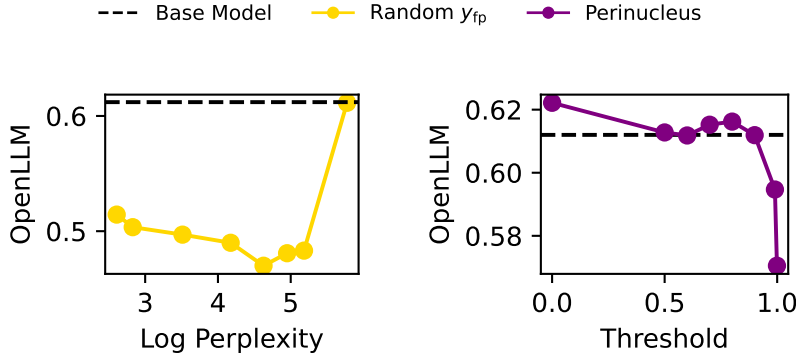 Base Model Random y_fp Perinucleus
OpenLLM
0.6
0.5
3 4 5
Log Perplexity
OpenLLM
0.62
0.60
0.58
0.0 0.5 1.0
Threshold